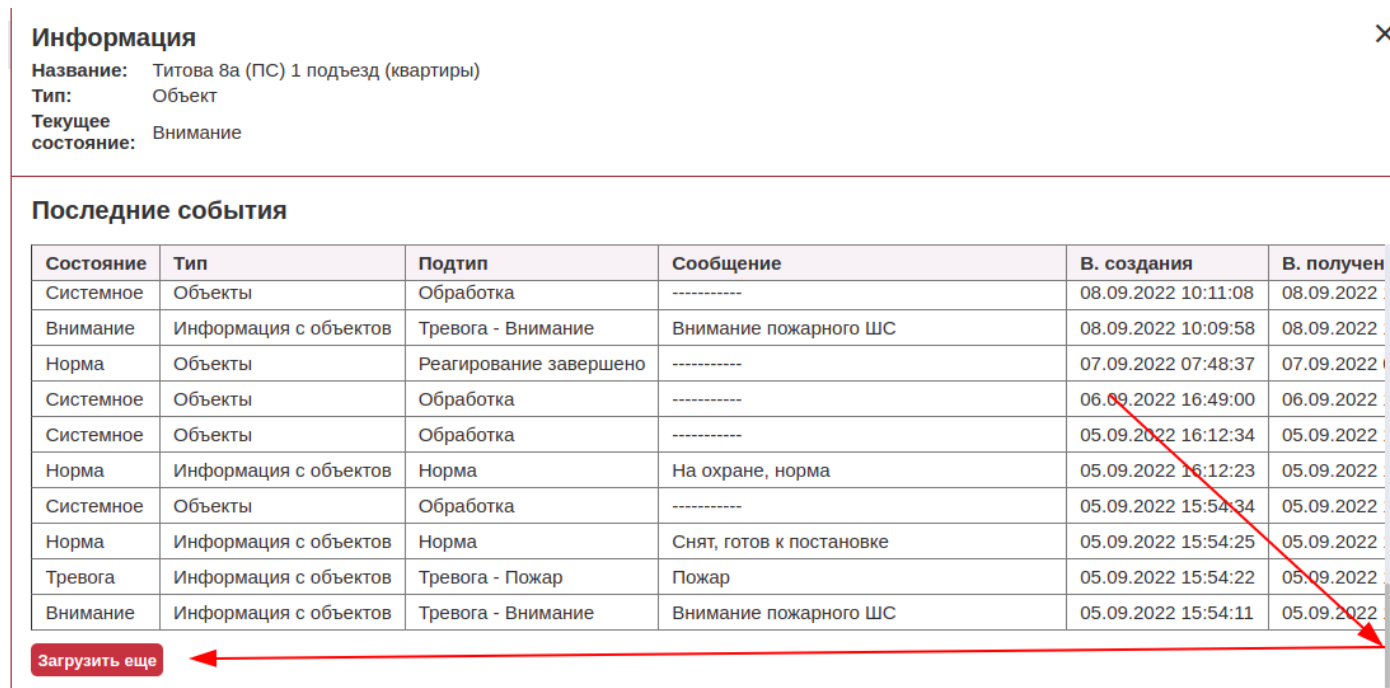 Информация
Название: Титова 8а (ПС) 1 подъезд (квартиры)
Тип: Объект
Текущее
состояние: Внимание
Последние события
Состояние Тип Подтип Сообщение В. создания В. получен
Системное Объекты Обработка ----------- 08.09.2022 10:11:08 08.09.2022
Внимание Информация с объектов Тревога - Внимание Внимание пожарного ШС 08.09.2022 10:09:58 08.09.2022
Норма Объекты Реагирование завершено ----------- 07.09.2022 07:48:37 07.09.2022
Системное Объекты Обработка ----------- 06.09.2022 16:49:00 06.09.2022
Системное Объекты Обработка ----------- 05.09.2022 16:12:34 05.09.2022
Норма Информация с объектов Норма На охране, норма 05.09.2022 16:12:23 05.09.2022
Системное Объекты Обработка ----------- 05.09.2022 15:54:34 05.09.2022
Норма Информация с объектов Норма Снят, готов к постановке 05.09.2022 15:54:25 05.09.2022
Тревога Информация с объектов Тревога - Пожар Пожар 05.09.2022 15:54:22 05.09.2022
Внимание Информация с объектов Тревога - Внимание Внимание пожарного ШС 05.09.2022 15:54:11 05.09.2022
Загрузить еще